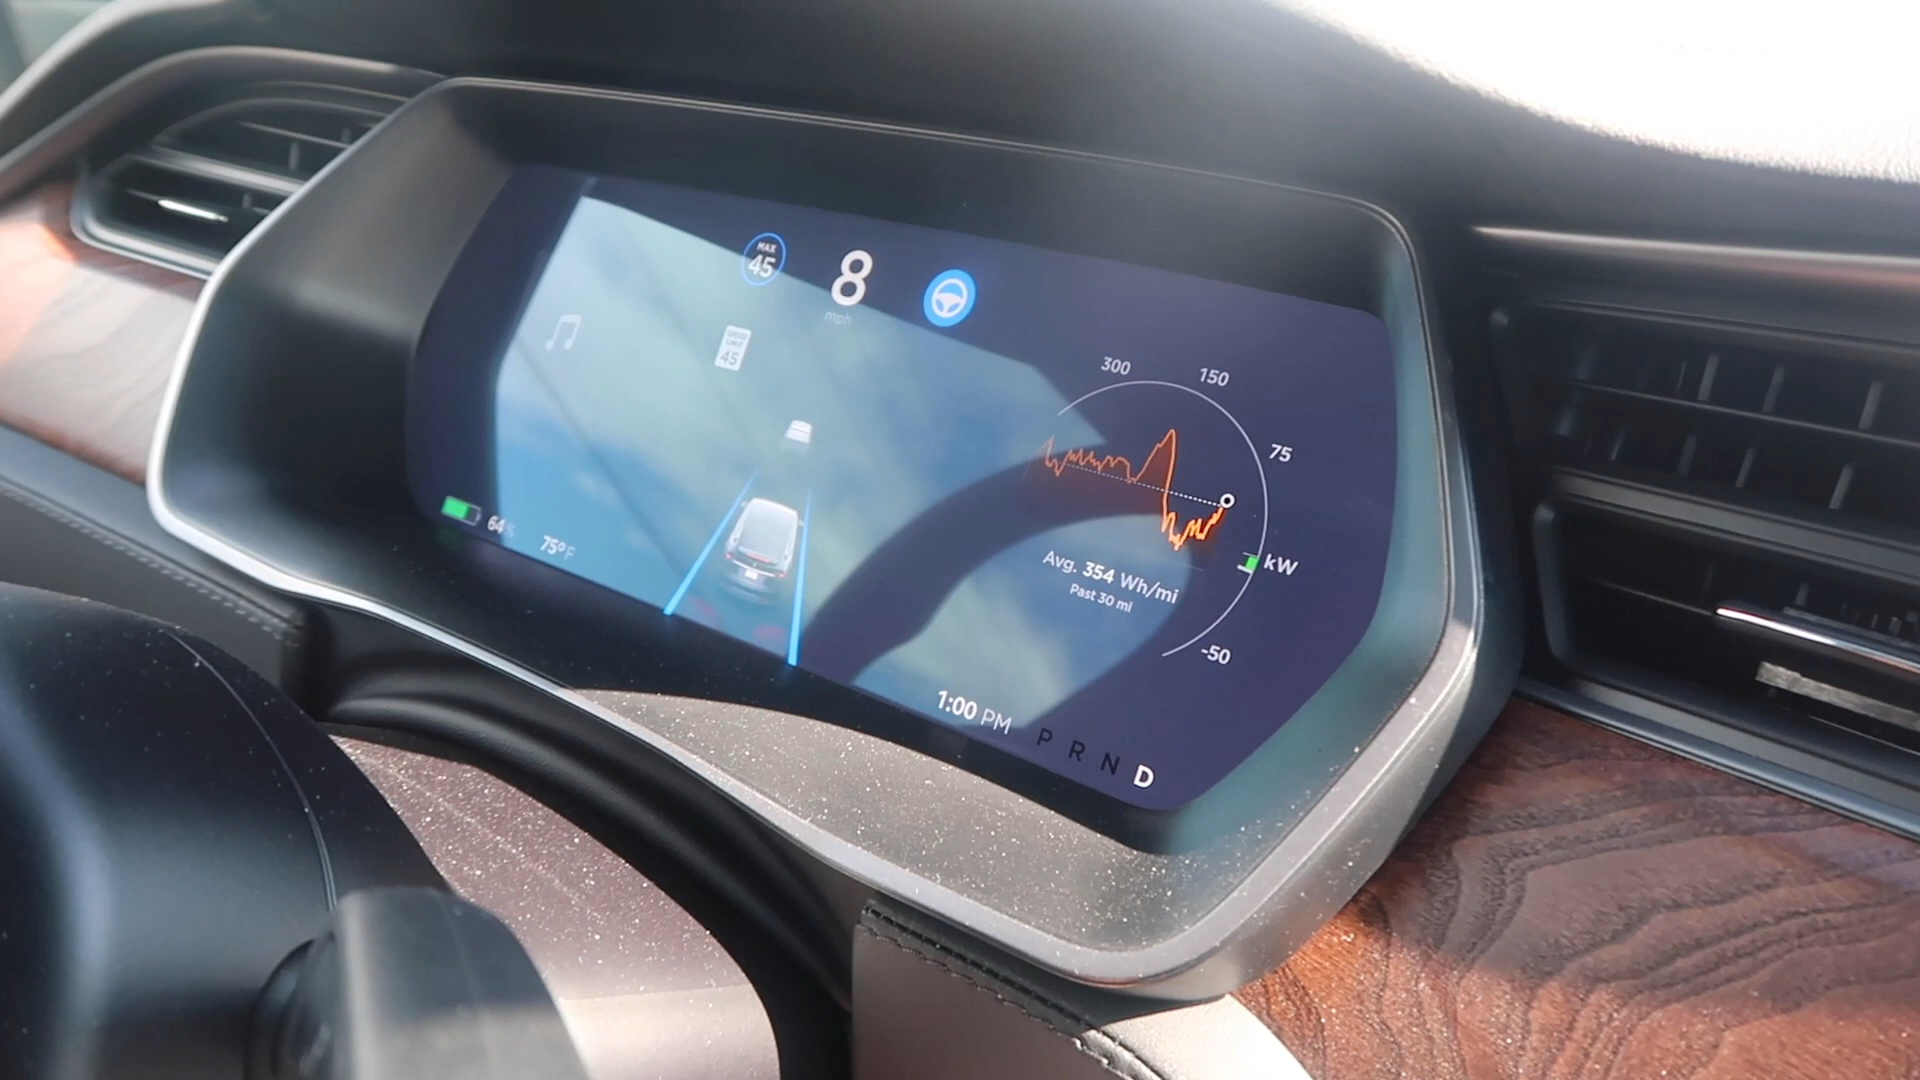 MAX
45
8
mph
SPEED
LIMIT
45
300
150
75
kW
-50
64%
75°F
Avg. 354 Wh/mi
Past 30 mi
1:00 PM
P R N D